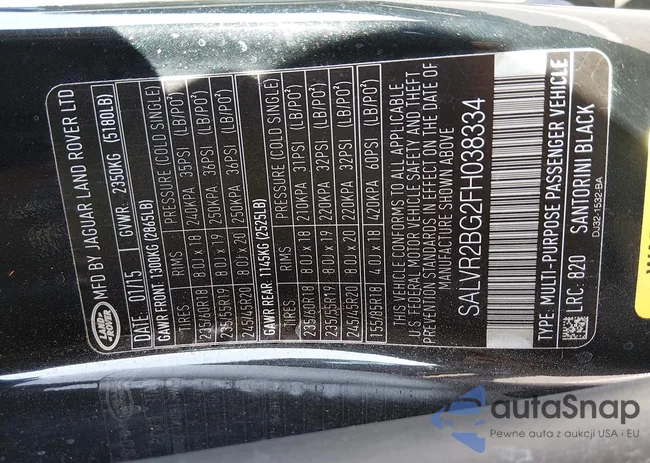 MFD BY JAGUAR LAND ROVER LTD
DATE: 01/15 GVWR: 2350KG (5180LB)
GAWR FRONT: 1300KG (2865LB)
TIRES RIMS PRESSURE (COLD SINGLE)
235/60R18 8.0J x 18 240KPA 35PSI (LB/PO²)
235/55R19 8.0J x 19 250KPA 36PSI (LB/PO²)
245/45R20 8.0J x 20 250KPA 36PSI (LB/PO²)
GAWR REAR: 1145KG (2525LB)
TIRES RIMS PRESSURE (COLD SINGLE)
235/60R18 8.0J x 18 210KPA 31PSI (LB/PO²)
235/55R19 8.0J x 19 220KPA 32PSI (LB/PO²)
245/45R20 8.0J x 20 220KPA 32PSI (LB/PO²)
155/85R18 4.0J x 18 420KPA 60PSI (LB/PO²)
THIS VEHICLE CONFORMS TO ALL APPLICABLE
U.S. FEDERAL MOTOR VEHICLE SAFETY AND THEFT
PREVENTION STANDARDS IN EFFECT ON THE DATE OF
MANUFACTURE SHOWN ABOVE
SALVR2BG2FH038334
TYPE: MULTI-PURPOSE PASSENGER VEHICLE
LRC: 820 SANTORINI BLACK
DJ32-1532-BA
LAND ROVER
autaSnap
Pewne auta z aukcji USA i EU